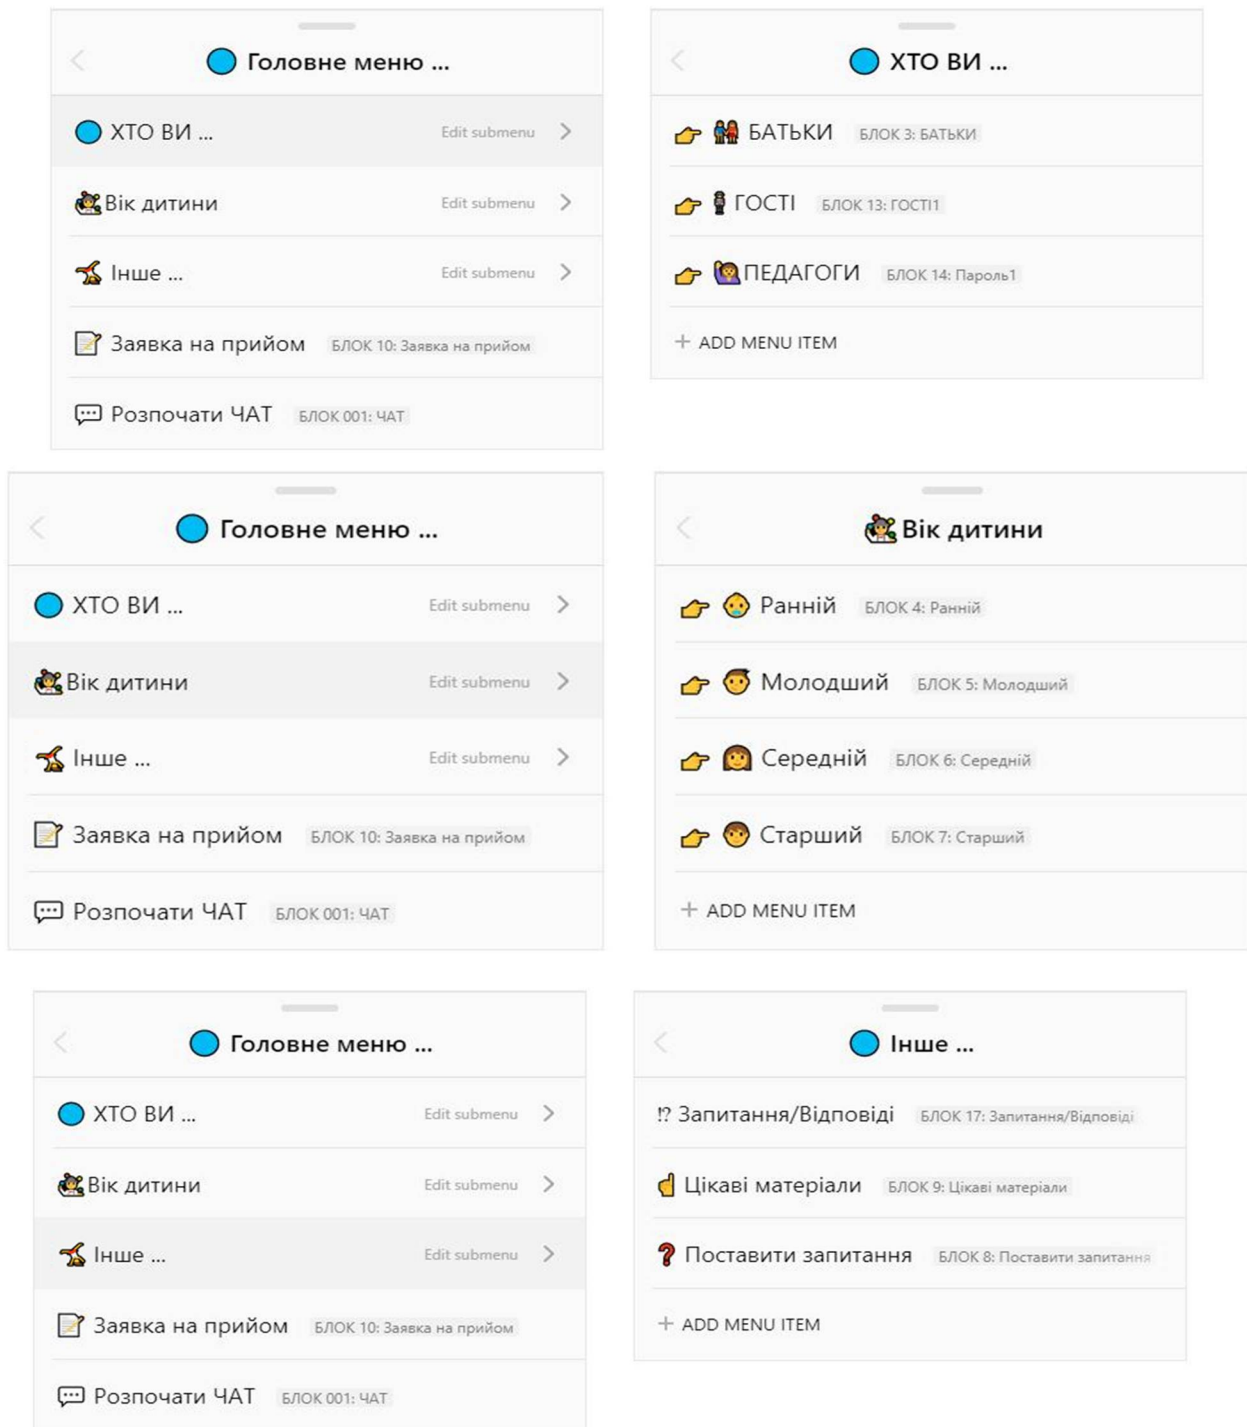 Головне меню ...
ХТО ВИ ... Edit submenu
Вік дитини Edit submenu
Інше ... Edit submenu
Заявка на прийом БЛОК 10: Заявка на прийом
Розпочати ЧАТ БЛОК 001: ЧАТ
ХТО ВИ ...
БАТЬКИ БЛОК 3: БАТЬКИ
ГОСТІ БЛОК 13: ГОСТІ1
ПЕДАГОГИ БЛОК 14: Пароль1
+ ADD MENU ITEM
Головне меню ...
ХТО ВИ ... Edit submenu
Вік дитини Edit submenu
Інше ... Edit submenu
Заявка на прийом БЛОК 10: Заявка на прийом
Розпочати ЧАТ БЛОК 001: ЧАТ
Вік дитини
Ранній БЛОК 4: Ранній
Молодший БЛОК 5: Молодший
Середній БЛОК 6: Середній
Старший БЛОК 7: Старший
+ ADD MENU ITEM
Головне меню ...
ХТО ВИ ... Edit submenu
Вік дитини Edit submenu
Інше ... Edit submenu
Заявка на прийом БЛОК 10: Заявка на прийом
Розпочати ЧАТ БЛОК 001: ЧАТ
Інше ...
⁉ Запитання/Відповіді БЛОК 17: Запитання/Відповіді
Цікаві матеріали БЛОК 9: Цікаві матеріали
❓ Поставити запитання БЛОК 8: Поставити запитання
+ ADD MENU ITEM